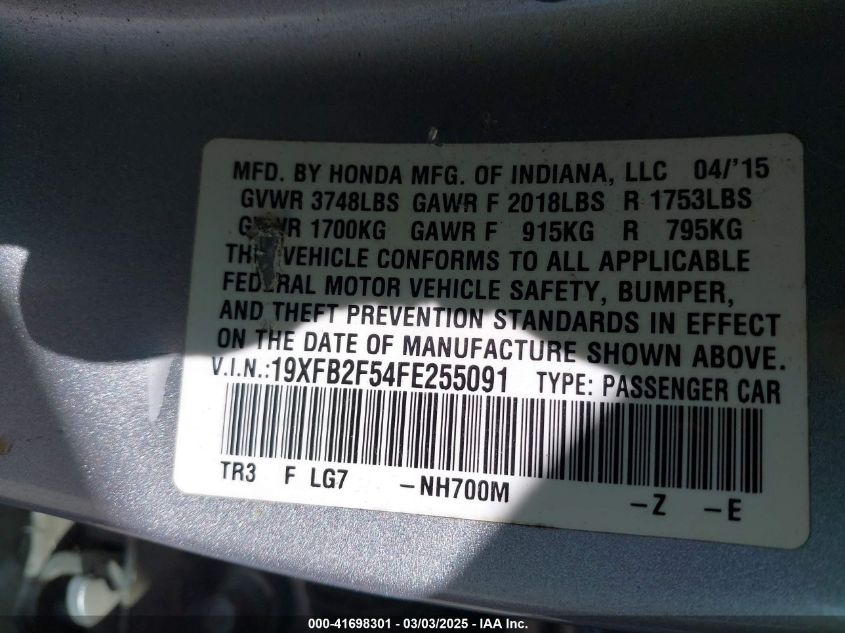 MFD. BY HONDA MFG. OF INDIANA, LLC 04/'15
GVWR 3748LBS GAWR F 2018LBS R 1753LBS
1700KG GAWR F 915KG R 795KG
VEHICLE CONFORMS TO ALL APPLICABLE
FEDERAL MOTOR VEHICLE SAFETY, BUMPER,
AND THEFT PREVENTION STANDARDS IN EFFECT
ON THE DATE OF MANUFACTURE SHOWN ABOVE.
V.I.N.:19XFB2F54FE255091 TYPE: PASSENGER CAR
TR3 F LG7 -NH700M -Z -E
000-41698301 - 03/03/2025 - IAA Inc.